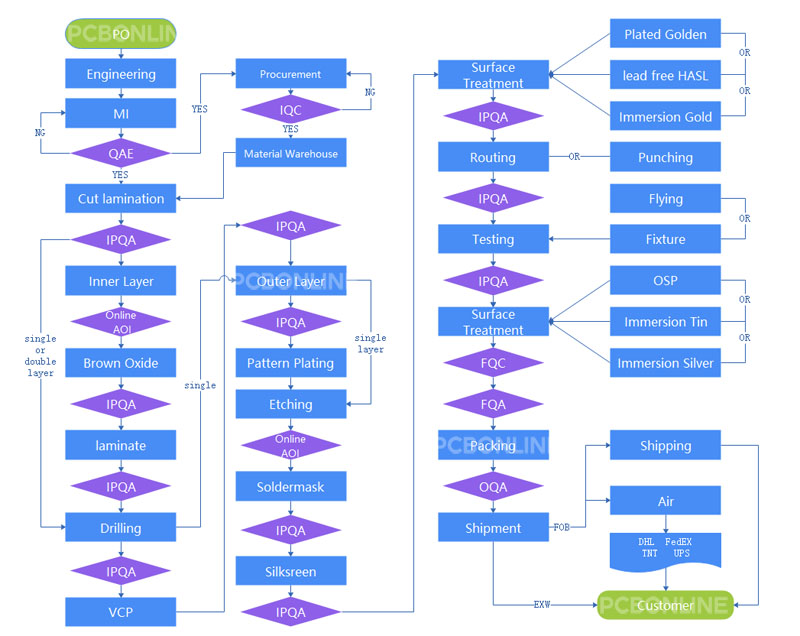 PCBONLINE
PO
Engineering
MI
NG
QAE
YES
YES
Procurement
NG
IQC
YES
Material Warehouse
Cut lamination
IPQA
Inner Layer
Online
AOI
Brown Oxide
single
or
double
layer
IPQA
laminate
IPQA
Drilling
IPQA
VCP
single
IPQA
PCBONLINE
Outer Layer
IPQA
single
layer
Pattern Plating
Etching
Online
AOI
Soldermask
IPQA
Silksreen
IPQA
Surface
Treatment
Plated Golden
OR
lead free HASL
OR
Immersion Gold
IPQA
Routing
OR
Punching
IPQA
Flying
OR
Testing
Fixture
IPQA
OSP
OR
Surface
Treatment
Immersion Tin
OR
Immersion Silver
FQC
FQA
PCBONLINE
Packing
OQA
Shipment
FOB
Shipping
Air
DHL FedEX
TNT UPS
EXW
PCBONLINE
Customer